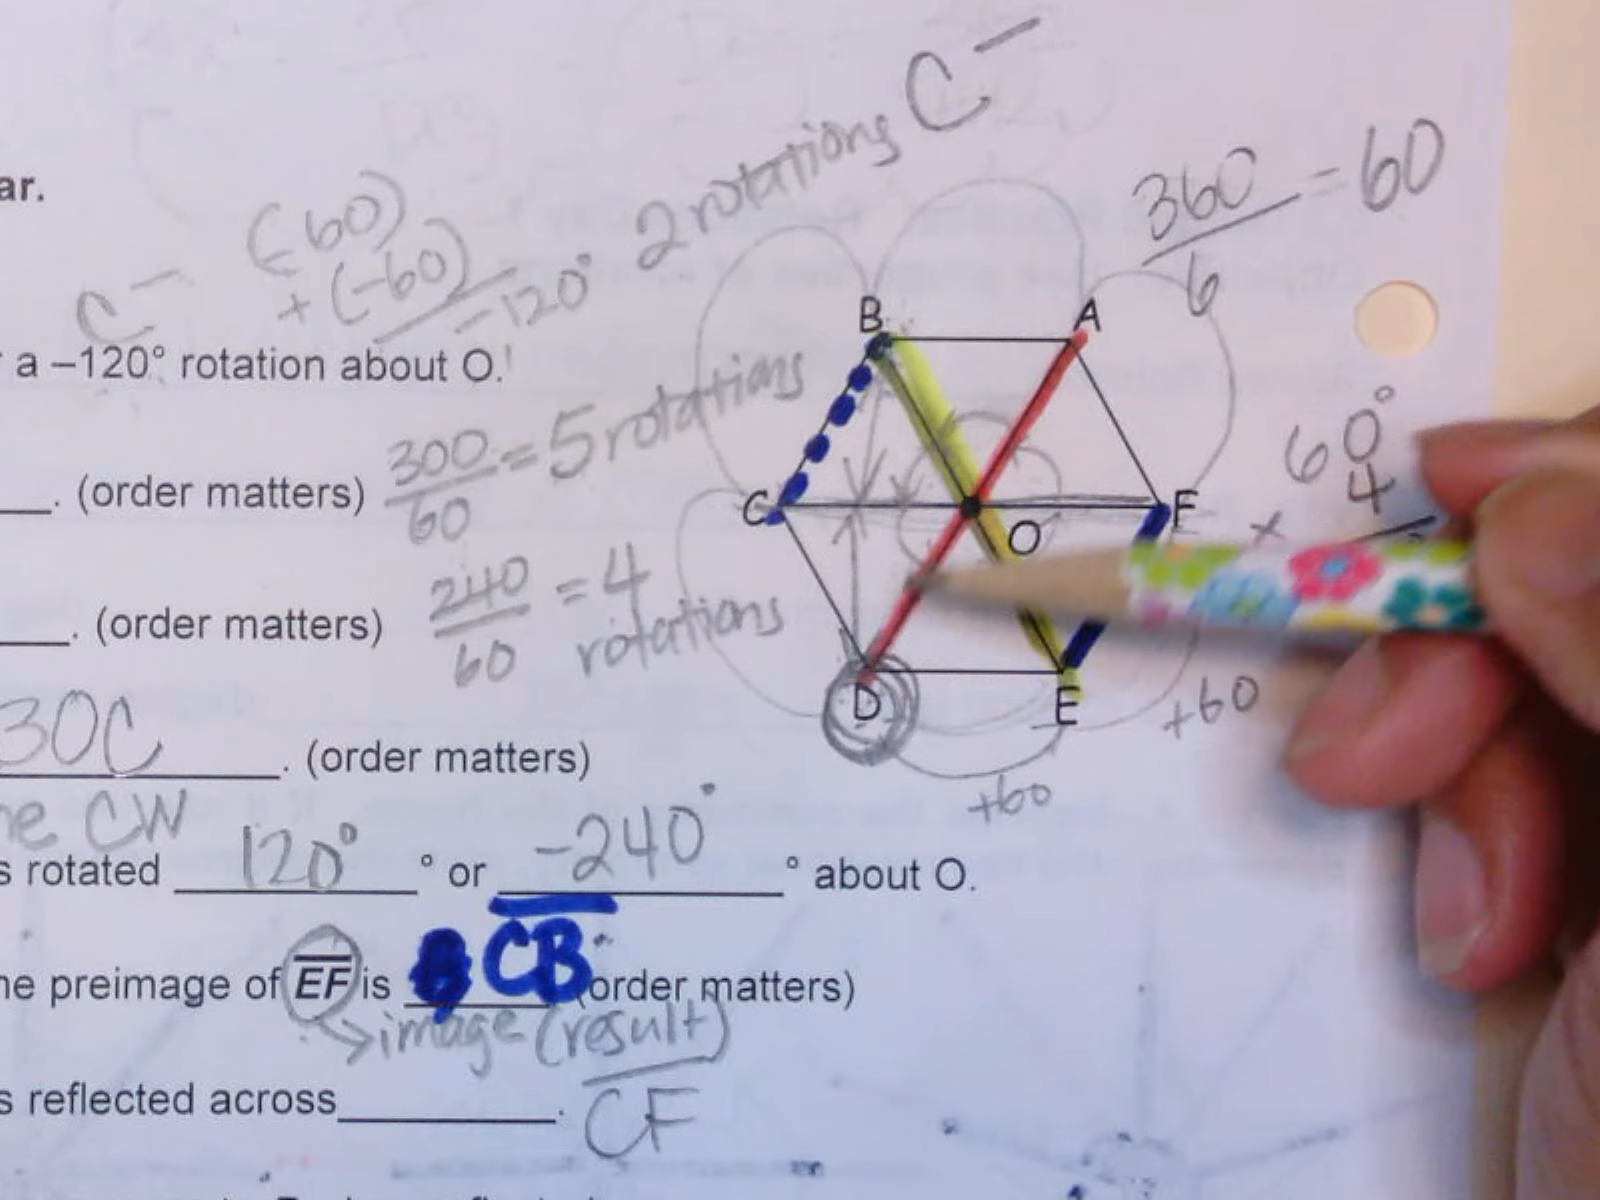 2 rotations C –
360/6 = 60
ar.
(-60)
+ (-60)
-120°
C –
B A
a –120° rotation about O.
(order matters) 300/60 = 5 rotations
C F
O
60°
× 4
(order matters) 240/60 = 4 rotations
D E
+60
+60
BOC . (order matters)
CW
s rotated 120° ° or -240° ° about O.
CB
preimage of EF is (order matters)
image (result)
s reflected across . CF